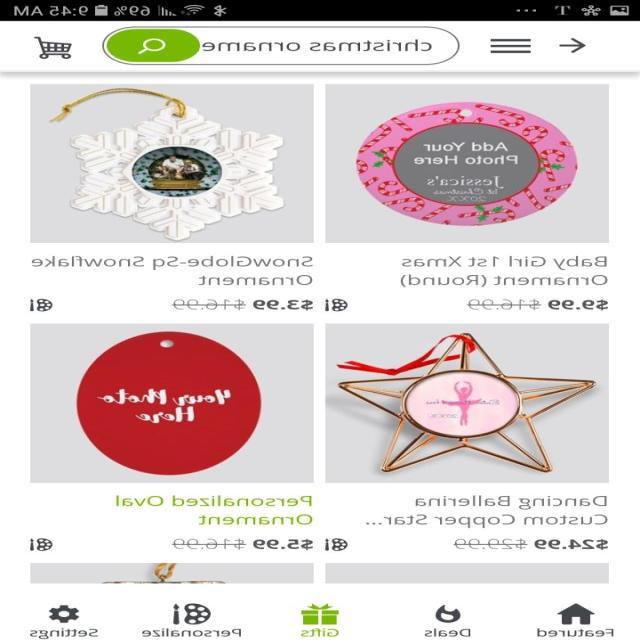 69% 9:45 AM
christmas orname
Add Your
Photo Here
Jessica's
1st Christmas
20XX
Baby Girl 1st Xmas
Ornament (Round)
$9.99 $16.99
SnowGlobe-Sq Snowflake
Ornament
$3.99 $16.99
20XX
Your Photo
Here
Dancing Ballerina
Custom Copper Star...
$24.99 $29.99
Personalized Oval
Ornament
$5.99 $16.99
Featured
Deals
Gifts
Personalize
Settings